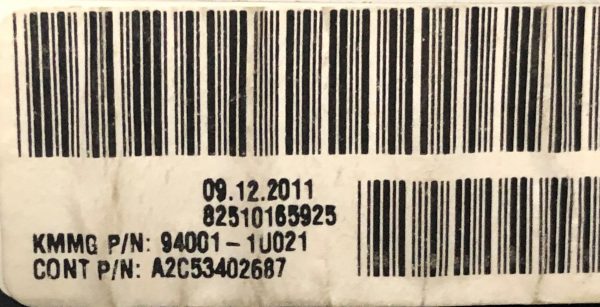 09.12.2011
82510165925
KMMG P/N: 94001-1U021
CONT P/N: A2C53402687